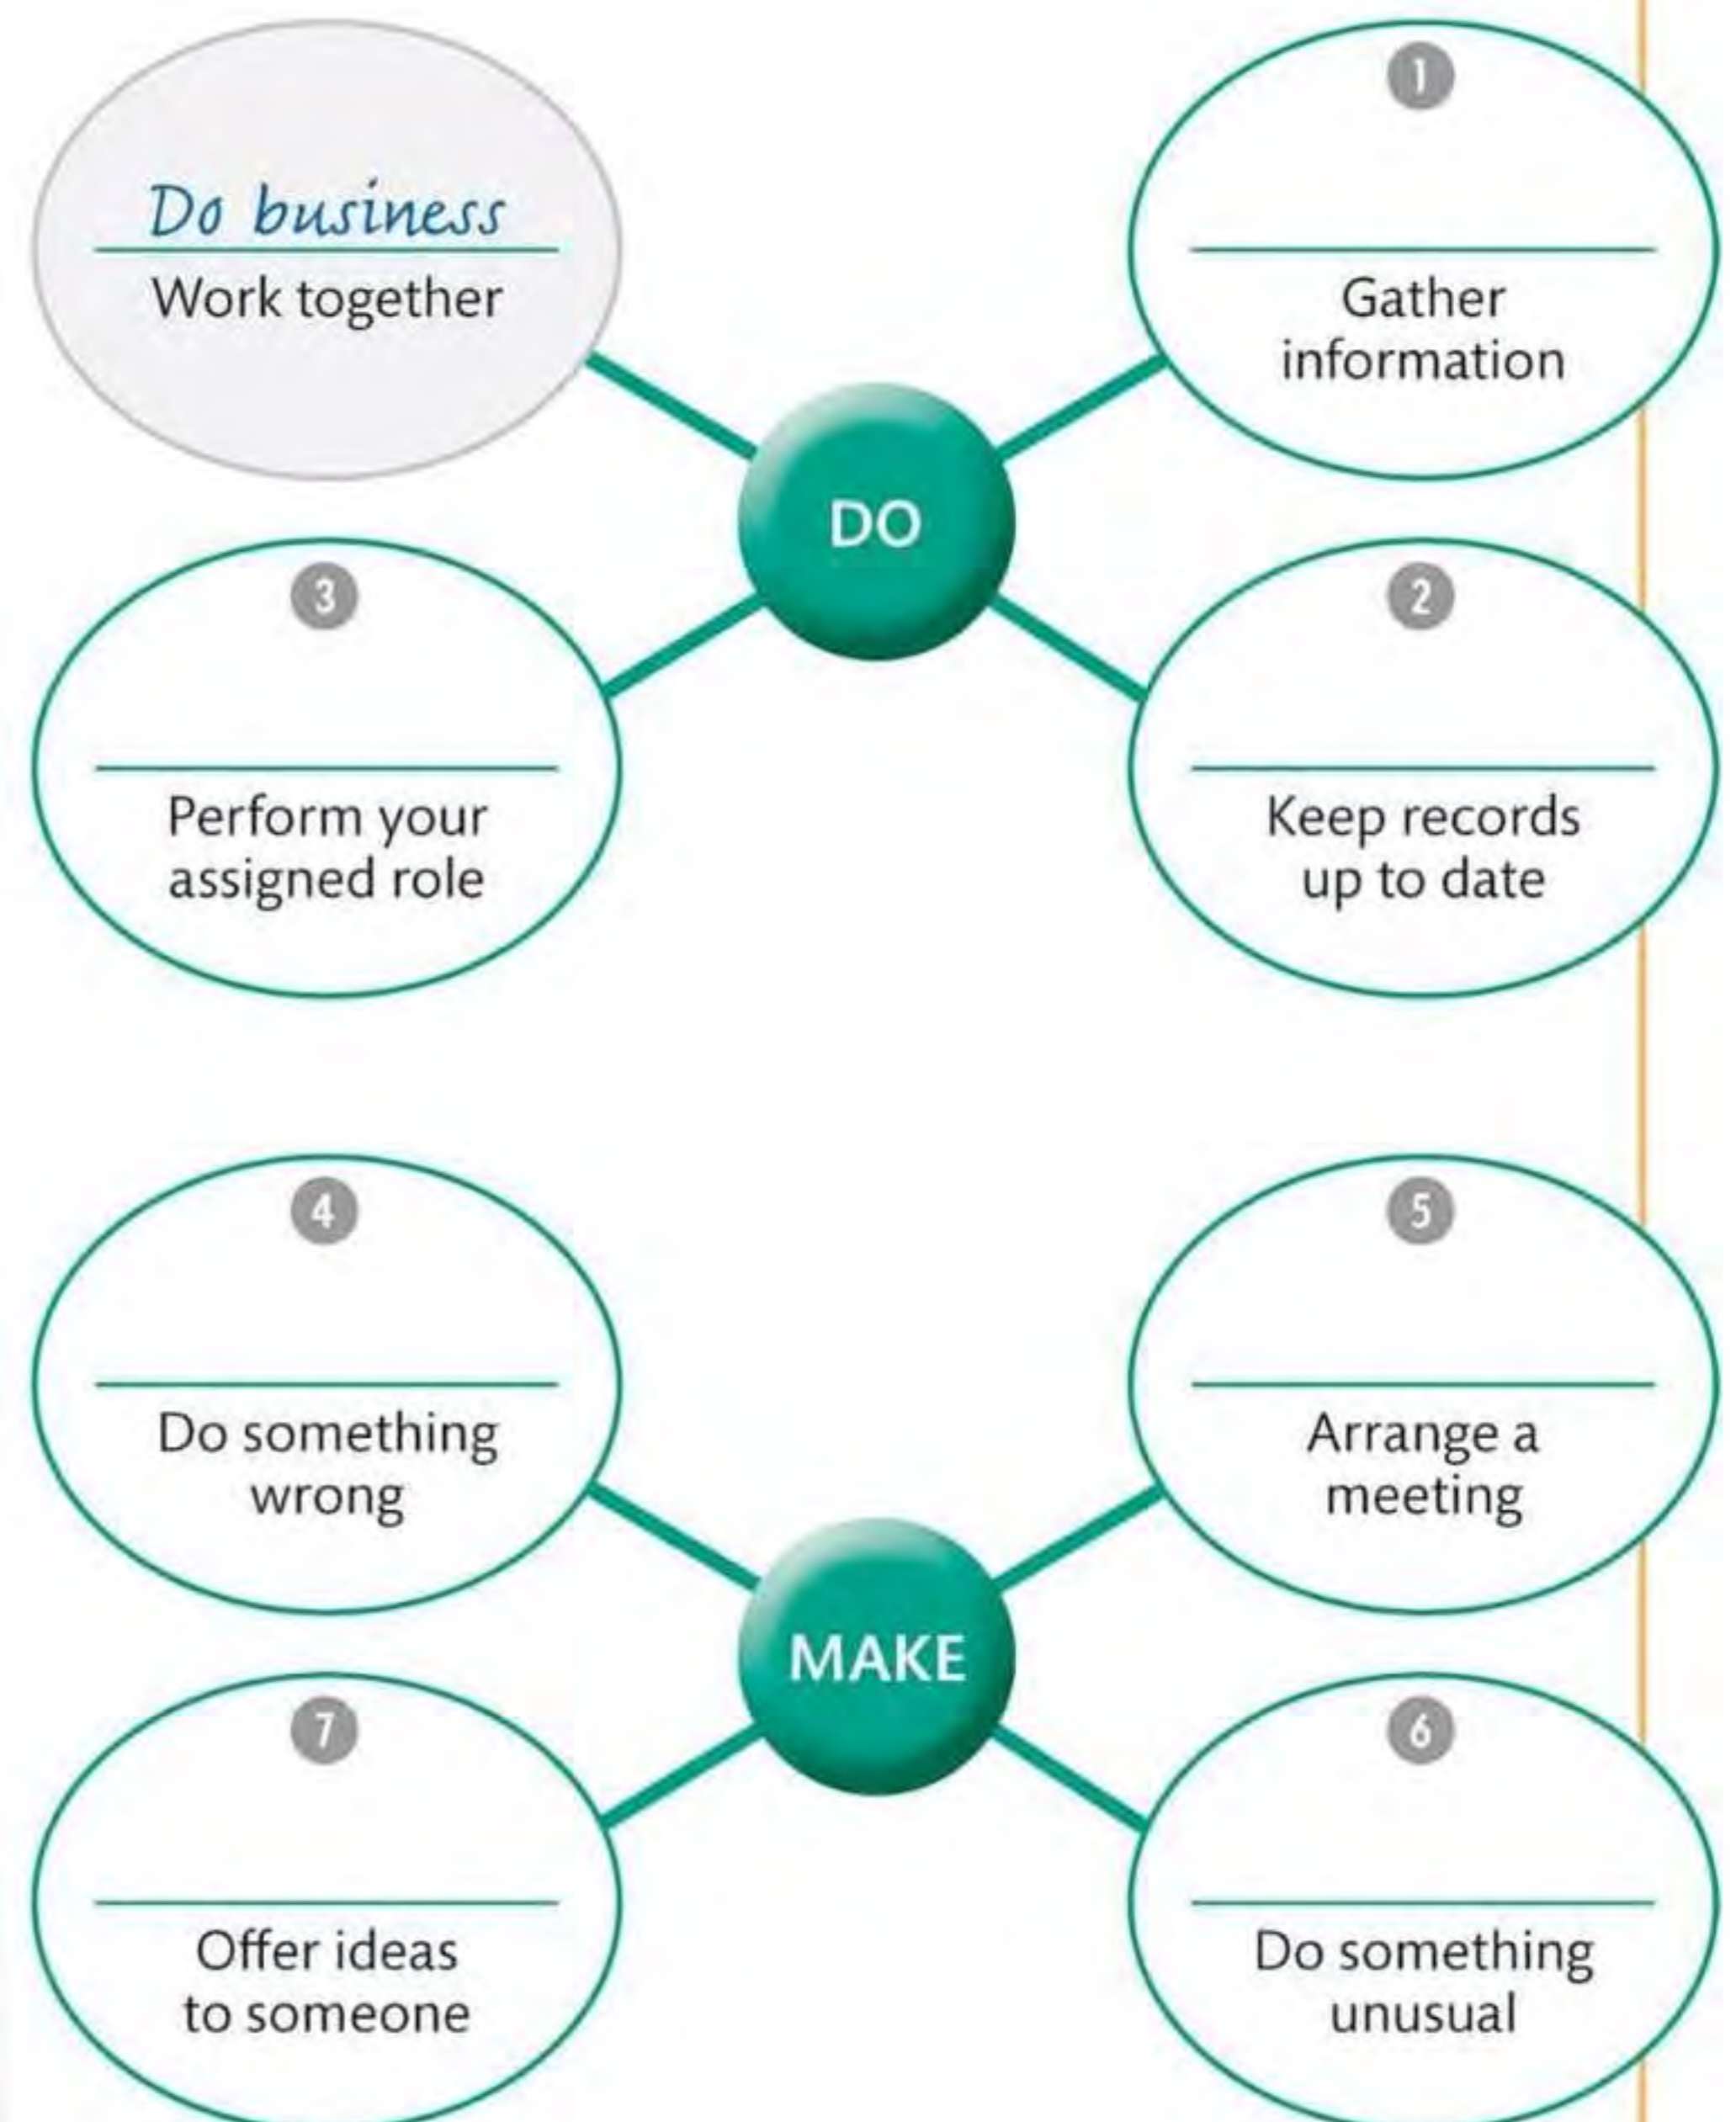 Do business
Work together
1
Gather
information
DO
3
Perform your
assigned role
2
Keep records
up to date
4
Do something
wrong
5
Arrange a
meeting
MAKE
7
Offer ideas
to someone
6
Do something
unusual